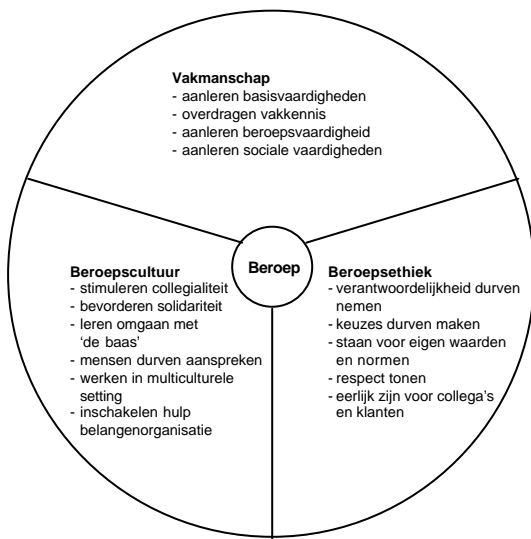 Vakmanschap
- aanleren basisvaardigheden
- overdragen vakkennis
- aanleren beroepsvaardigheid
- aanleren sociale vaardigheden
Beroep
Beroepscultuur
- stimuleren collegialiteit
- bevorderen solidariteit
- leren omgaan met
‘de baas’
- mensen durven aanspreken
- werken in multiculturele
setting
- inschakelen hulp
belangenorganisatie
Beroepsethiek
- verantwoordelijkheid durven
nemen
- keuzes durven maken
- staan voor eigen waarden
en normen
- respect tonen
- eerlijk zijn voor collega's
en klanten